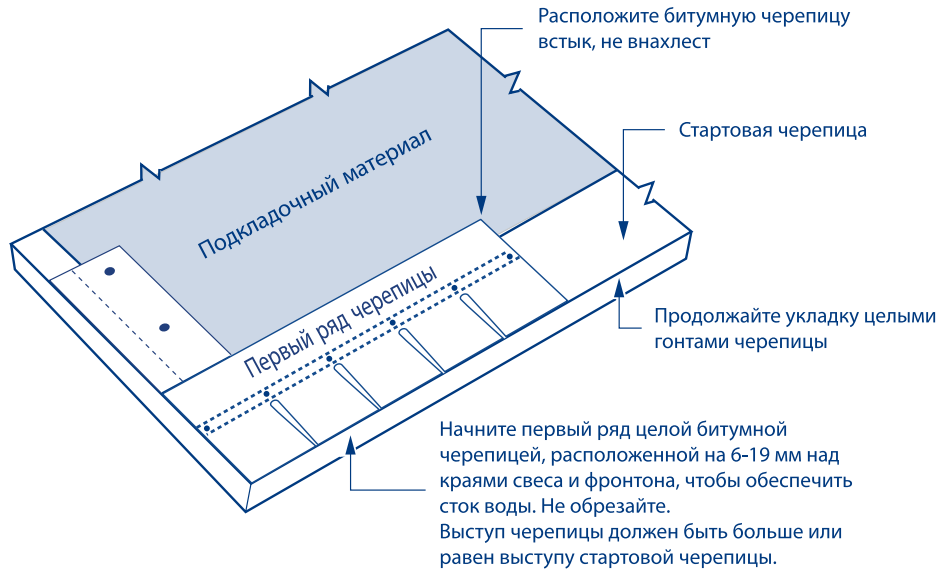 Расположите битумную черепицу
встык, не внахлест
Стартовая черепица
Подкладочный материал
Первый ряд черепицы
Продолжайте укладку целыми
гонтами черепицы
Начните первый ряд целой битумной
черепицей, расположенной на 6-19 мм над
краями свеса и фронтона, чтобы обеспечить
сток воды. Не обрезайте.
Выступ черепицы должен быть больше или
равен выступу стартовой черепицы.